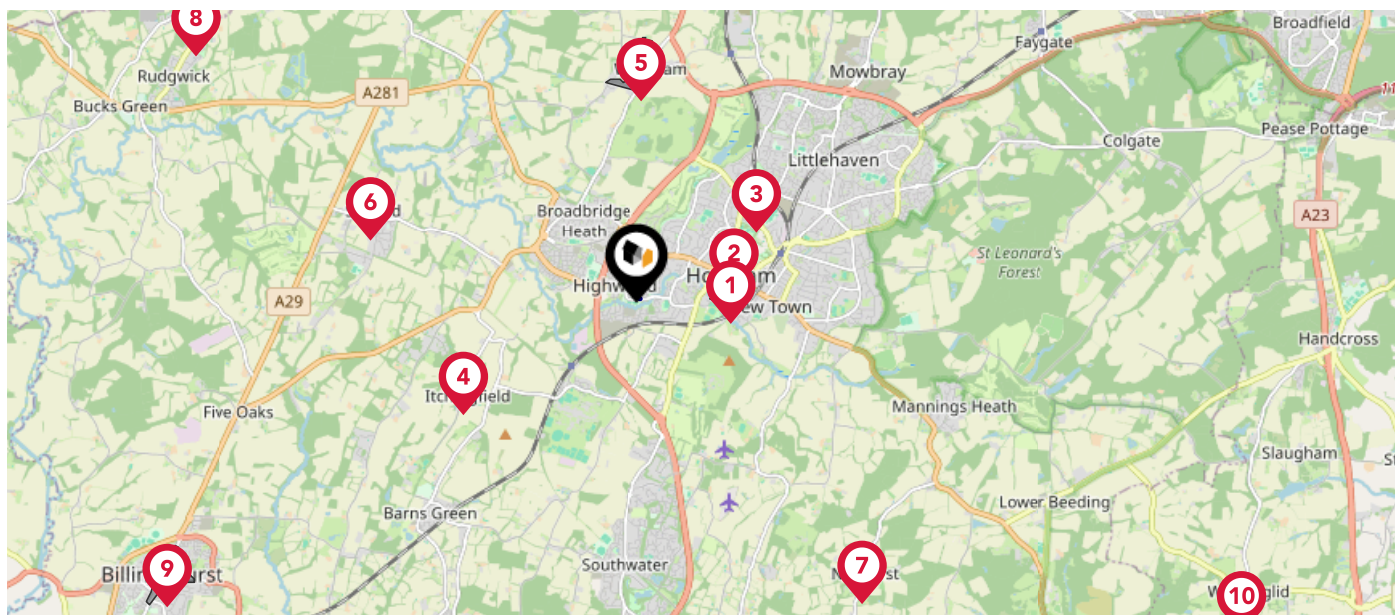 8
Broadfield
Faygate
5
Mowbray
Rudgwick
A281
Bucks Green
11
Pease Pottage
Colgate
Littlehaven
3
6
Broadbridge
Heath
A23
2
St Leonard's
Forest
1
New Town
A29
Handcross
4
Five Oaks
Mannings Heath
Slaugham
Barns Green
Lower Beeding
Southwater
7
9
10